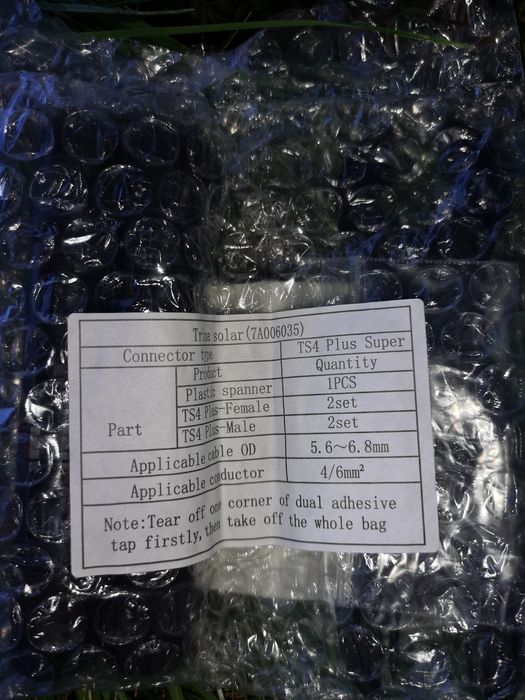 Trina solar(7A006035)
Connector type TS4 Plus Super
Part
Product Quantity
Plastic spanner 1PCS
TS4 Plus-Female 2set
TS4 Plus-Male 2set
Applicable cable OD 5.6～6.8mm
Applicable conductor 4/6mm²
Note:Tear off one corner of dual adhesive
tap firstly,then take off the whole bag